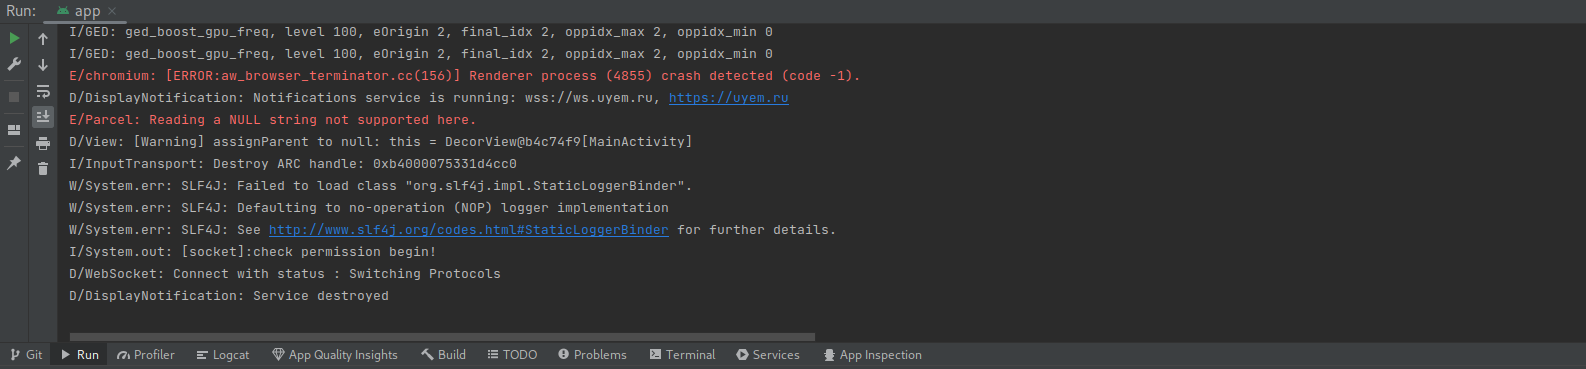 Run: app
I/GED: ged_boost_gpu_freq, level 100, eOrigin 2, final_idx 2, oppidx_max 2, oppidx_min 0
I/GED: ged_boost_gpu_freq, level 100, eOrigin 2, final_idx 2, oppidx_max 2, oppidx_min 0
E/chromium: [ERROR:aw_browser_terminator.cc(156)] Renderer process (4855) crash detected (code -1).
D/DisplayNotification: Notifications service is running: wss://ws.uyem.ru, https://uyem.ru
E/Parcel: Reading a NULL string not supported here.
D/View: [Warning] assignParent to null: this = DecorView@b4c74f9[MainActivity]
I/InputTransport: Destroy ARC handle: 0xb4000075331d4cc0
W/System.err: SLF4J: Failed to load class "org.slf4j.impl.StaticLoggerBinder".
W/System.err: SLF4J: Defaulting to no-operation (NOP) logger implementation
W/System.err: SLF4J: See http://www.slf4j.org/codes.html#StaticLoggerBinder for further details.
I/System.out: [socket]:check permission begin!
D/WebSocket: Connect with status : Switching Protocols
D/DisplayNotification: Service destroyed
Git Run Profiler Logcat App Quality Insights Build TODO Problems Terminal Services App Inspection